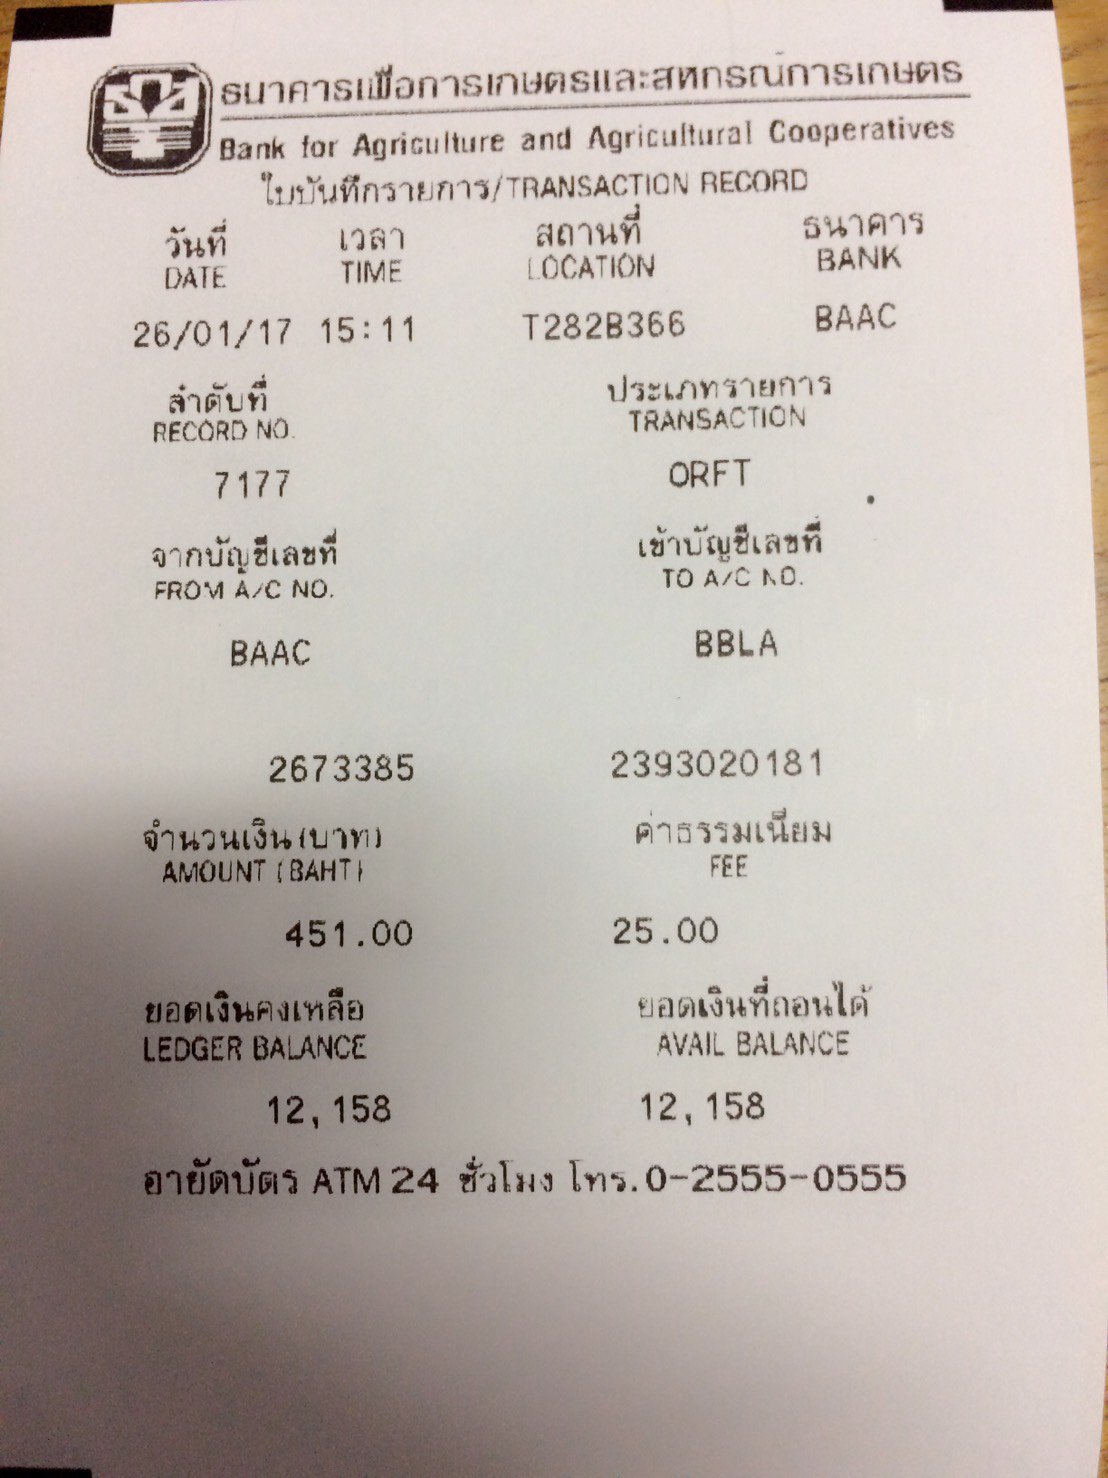 ธนาคารเพื่อการเกษตรและสหกรณ์การเกษตร
Bank for Agriculture and Agricultural Cooperatives
ใบบันทึกรายการ/TRANSACTION RECORD
วันที่ เวลา สถานที่ ธนาคาร
DATE TIME LOCATION BANK
26/01/17 15:11 T282B366 BAAC
ลำดับที่ ประเภทรายการ
RECORD NO. TRANSACTION
7177 ORFT
จากบัญชีเลขที่ เข้าบัญชีเลขที่
FROM A/C NO. TO A/C NO.
BAAC BBLA
2673385 2393020181
จำนวนเงิน (บาท) ค่าธรรมเนียม
AMOUNT (BAHT) FEE
451.00 25.00
ยอดเงินคงเหลือ ยอดเงินที่ถอนได้
LEDGER BALANCE AVAIL BALANCE
12,158 12,158
อายัดบัตร ATM 24 ชั่วโมง โทร. 0-2555-0555